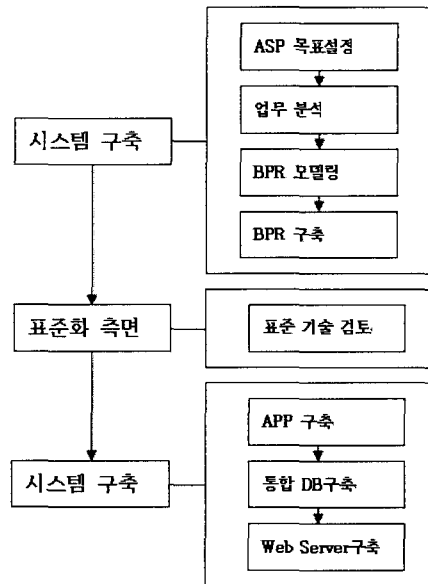 ASP 목표설정
업무 분석
시스템 구축
BPR 모델링
BPR 구축
표준화 측면
표준 기술 검토
APP 구축
시스템 구축
통합 DB구축
Web Server구축